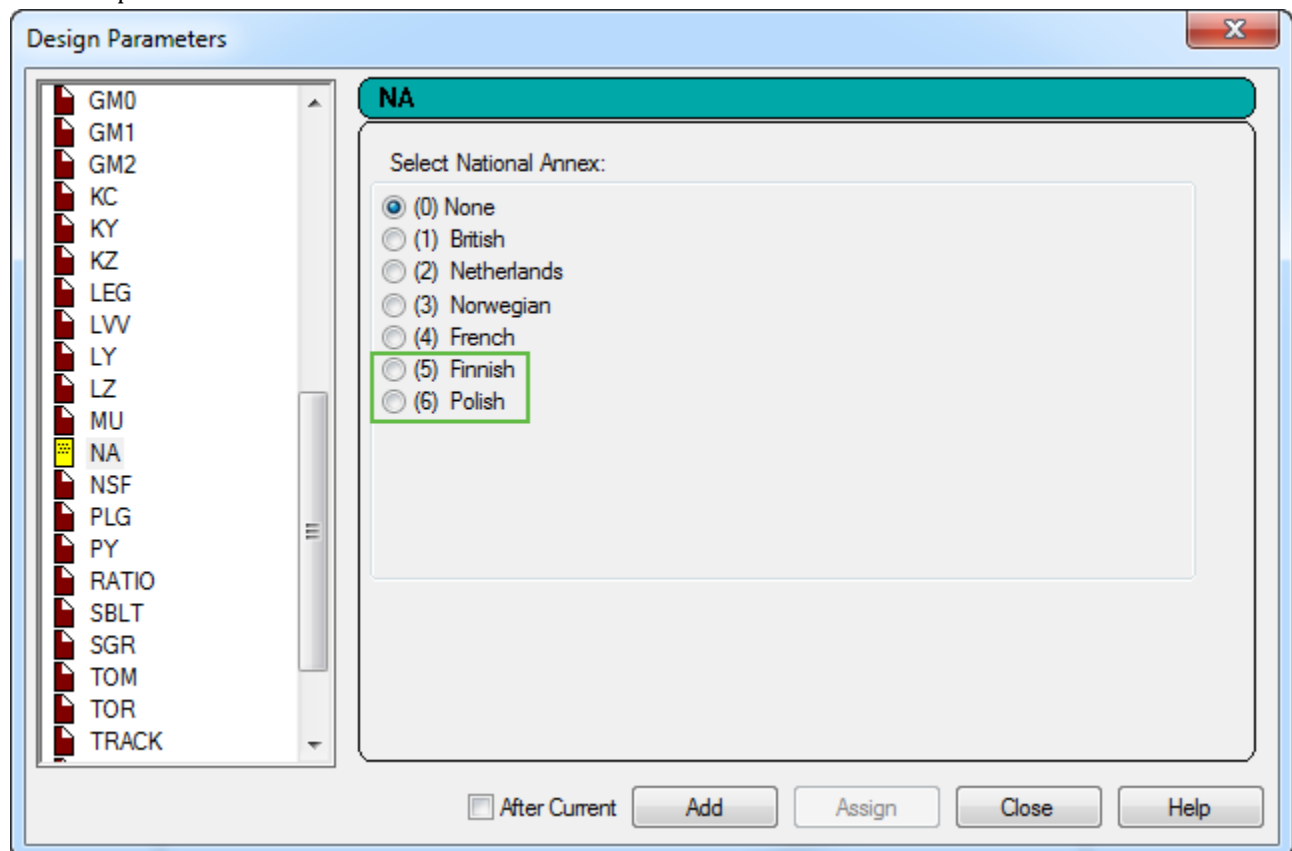 Design Parameters
GM0
GM1
GM2
KC
KY
KZ
LEG
LVV
LY
LZ
MU
NA
NSF
PLG
PY
RATIO
SBLT
SGR
TOM
TOR
TRACK
NA
Select National Annex:
(0) None
(1) British
(2) Netherlands
(3) Norwegian
(4) French
(5) Finnish
(6) Polish
After Current
Add
Assign
Close
Help